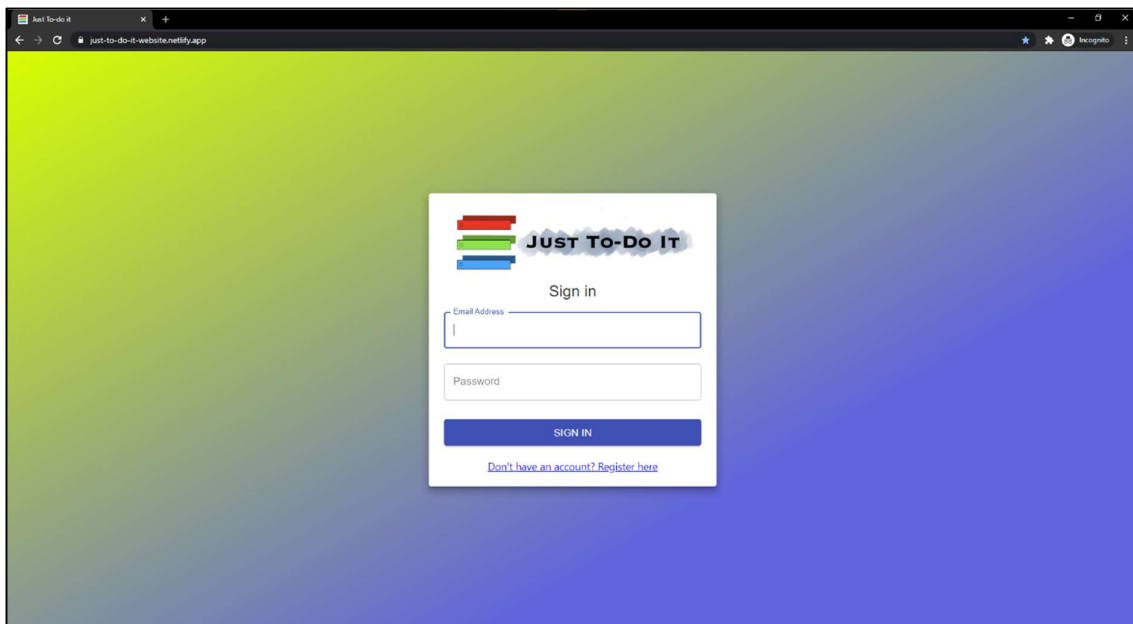 Just To-do it
just-to-do-it-website.netlify.app
Incognito
Just To-Do It
Sign in
Email Address
Password
SIGN IN
Don't have an account? Register here